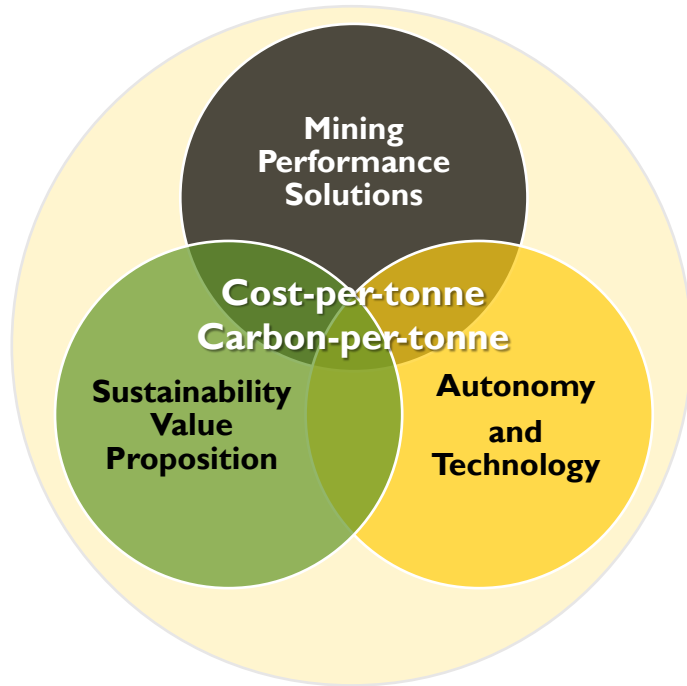 Mining
Performance
Solutions
Cost-per-tonne
Carbon-per-tonne
Sustainability
Value
Proposition
Autonomy
and
Technology